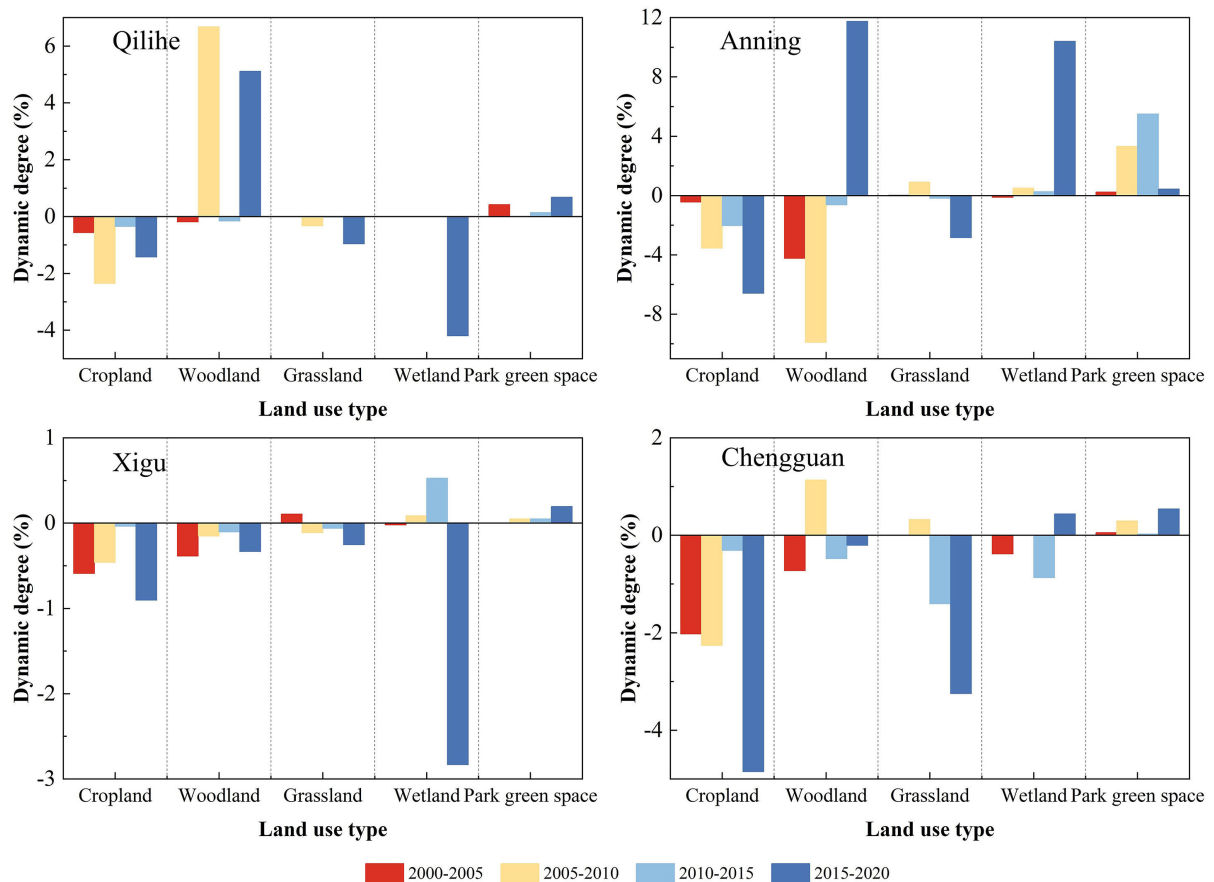 Qilihe
Dynamic degree (%)
6
4
2
0
-2
-4
Cropland Woodland Grassland Wetland Park green space
Land use type
Anning
Dynamic degree (%)
12
8
4
0
-4
-8
Cropland Woodland Grassland Wetland Park green space
Land use type
Xigu
Dynamic degree (%)
1
0
-1
-2
-3
Cropland Woodland Grassland Wetland Park green space
Land use type
Chengguan
Dynamic degree (%)
2
0
-2
-4
Cropland Woodland Grassland Wetland Park green space
Land use type
2000-2005 2005-2010 2010-2015 2015-2020